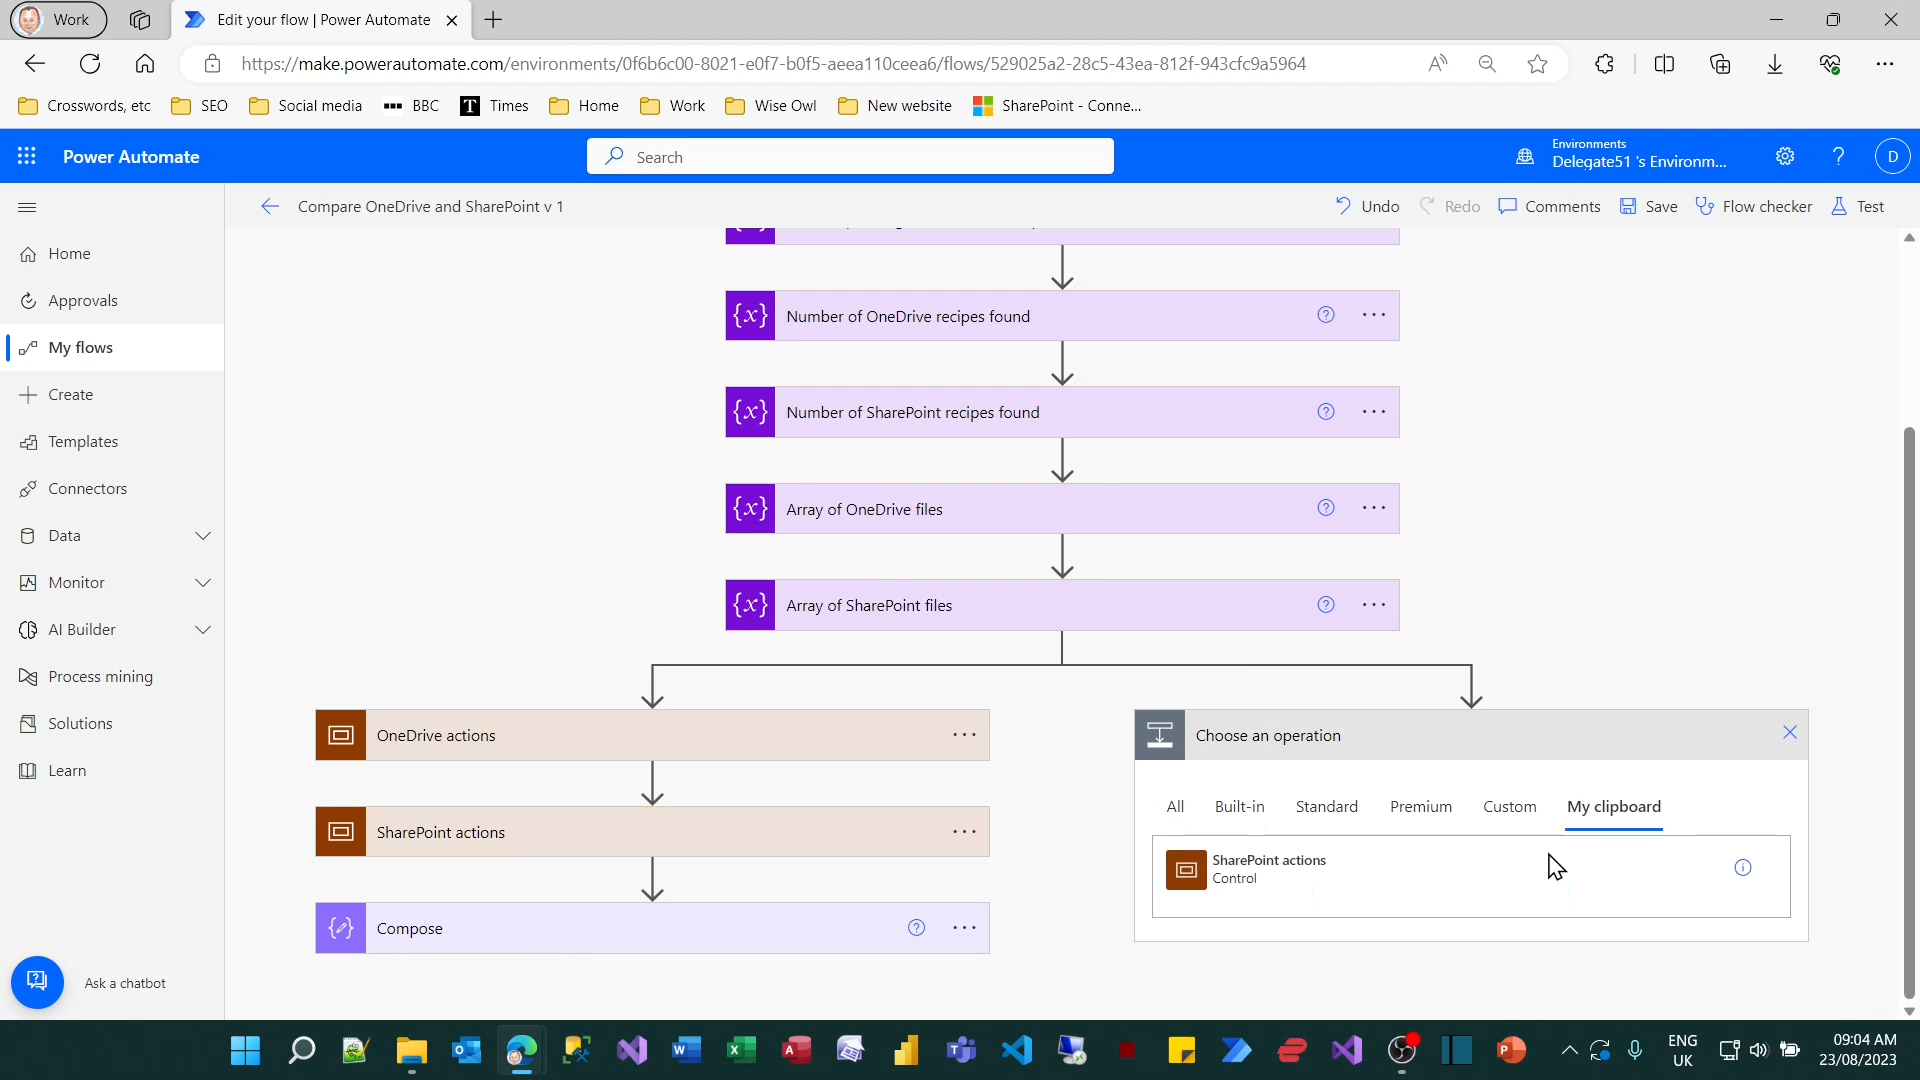 Work
Edit your flow | Power Automate
https://make.powerautomate.com/environments/0f6b6c00-8021-e0f7-b0f5-aeea110ceea6/flows/529025a2-28c5-43ea-812f-943cfc9a5964
Crosswords, etc
SEO
Social media
BBC
Times
Home
Work
Wise Owl
New website
SharePoint - Conne...
Power Automate
Search
Environments
Delegate51 's Environm...
D
Compare OneDrive and SharePoint v 1
Undo
Redo
Comments
Save
Flow checker
Test
Home
Approvals
My flows
Create
Templates
Connectors
Data
Monitor
AI Builder
Process mining
Solutions
Learn
Ask a chatbot
{x} Number of OneDrive recipes found
{x} Number of SharePoint recipes found
{x} Array of OneDrive files
{x} Array of SharePoint files
OneDrive actions
SharePoint actions
Compose
Choose an operation
All
Built-in
Standard
Premium
Custom
My clipboard
SharePoint actions
Control
ENG
UK
09:04 AM
23/08/2023